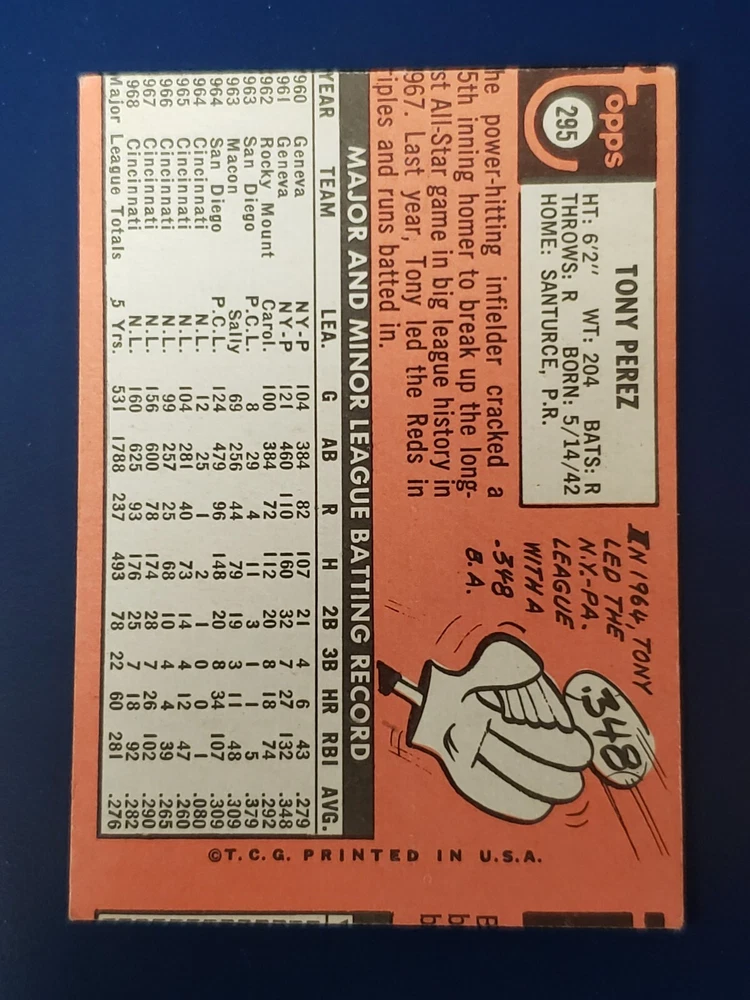 Topps
295
TONY PEREZ
HT: 6'2" WT: 204 BATS: R
THROWS: R BORN: 5/14/42
HOME: SANTURCE, P.R.
he power-hitting infielder cracked a
5th inning homer to break up the long-
st All-Star game in big league history in
967. Last year, Tony led the Reds in
riples and runs batted in.
IN 1964, TONY
LED THE
N.Y.-PA.
LEAGUE
WITH A
.348
B.A.
.348
MAJOR AND MINOR LEAGUE BATTING RECORD
YEAR TEAM LEA. G AB R H 2B 3B HR RBI AVG.
960 Geneva NY-P 104 384 82 107 21 4 6 43 .279
961 Geneva NY-P 121 460 110 160 32 7 27 132 .348
962 Rocky Mount Carol. 100 384 72 112 20 8 18 74 .292
963 San Diego P.C.L. 8 29 4 11 3 1 1 5 .379
963 Macon Sally 69 256 44 79 19 3 11 48 .309
964 San Diego P.C.L. 124 479 96 148 20 8 34 107 .309
964 Cincinnati N.L. 12 25 1 2 1 0 0 1 .080
965 Cincinnati N.L. 104 281 40 73 14 4 12 47 .260
966 Cincinnati N.L. 99 257 25 68 10 4 4 39 .265
967 Cincinnati N.L. 156 600 78 174 28 7 26 102 .290
968 Cincinnati N.L. 160 625 93 176 25 7 18 92 .282
Major League Totals 5 Yrs. 531 1788 237 493 78 22 60 281 .276
©T.C.G. PRINTED IN U.S.A.